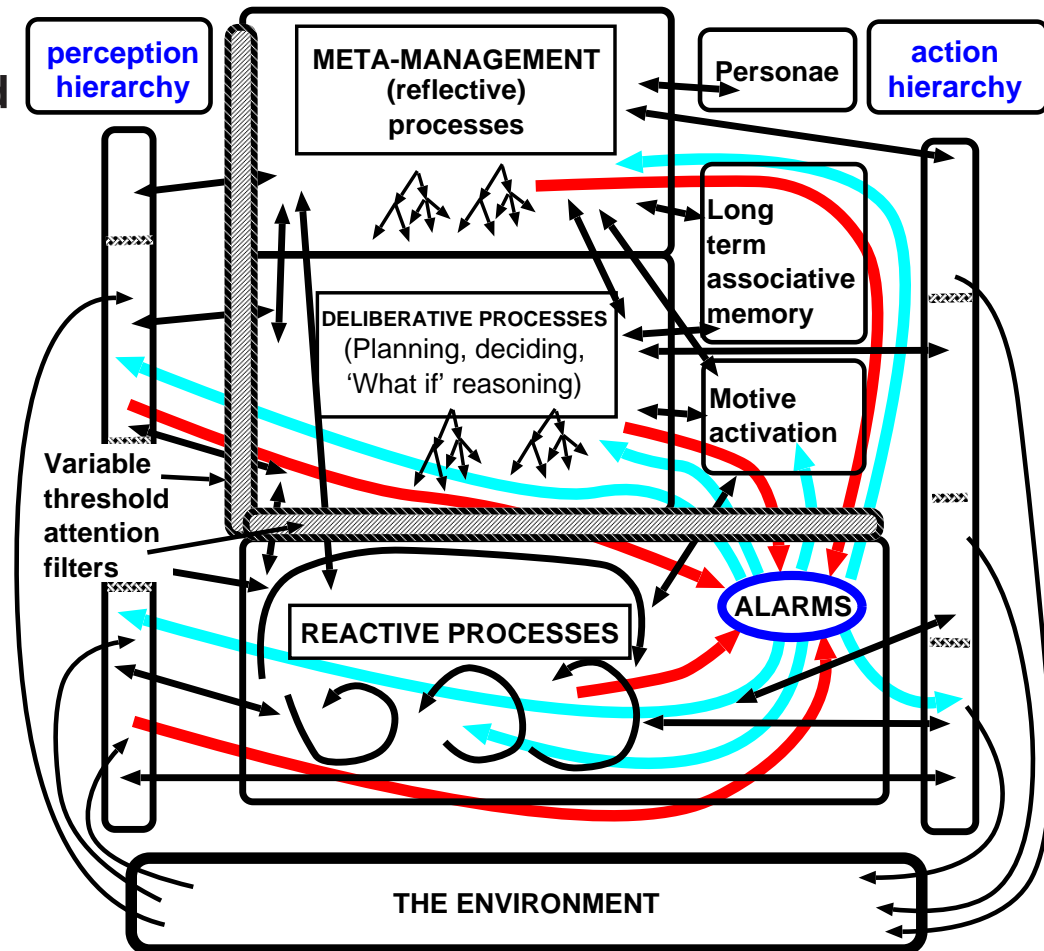 perception
hierarchy
META-MANAGEMENT
(reflective)
processes
Personae
action
hierarchy
Long
term
associative
memory
DELIBERATIVE PROCESSES
(Planning, deciding,
‘What if’ reasoning)
Motive
activation
Variable
threshold
attention
filters
ALARMS
REACTIVE PROCESSES
THE ENVIRONMENT